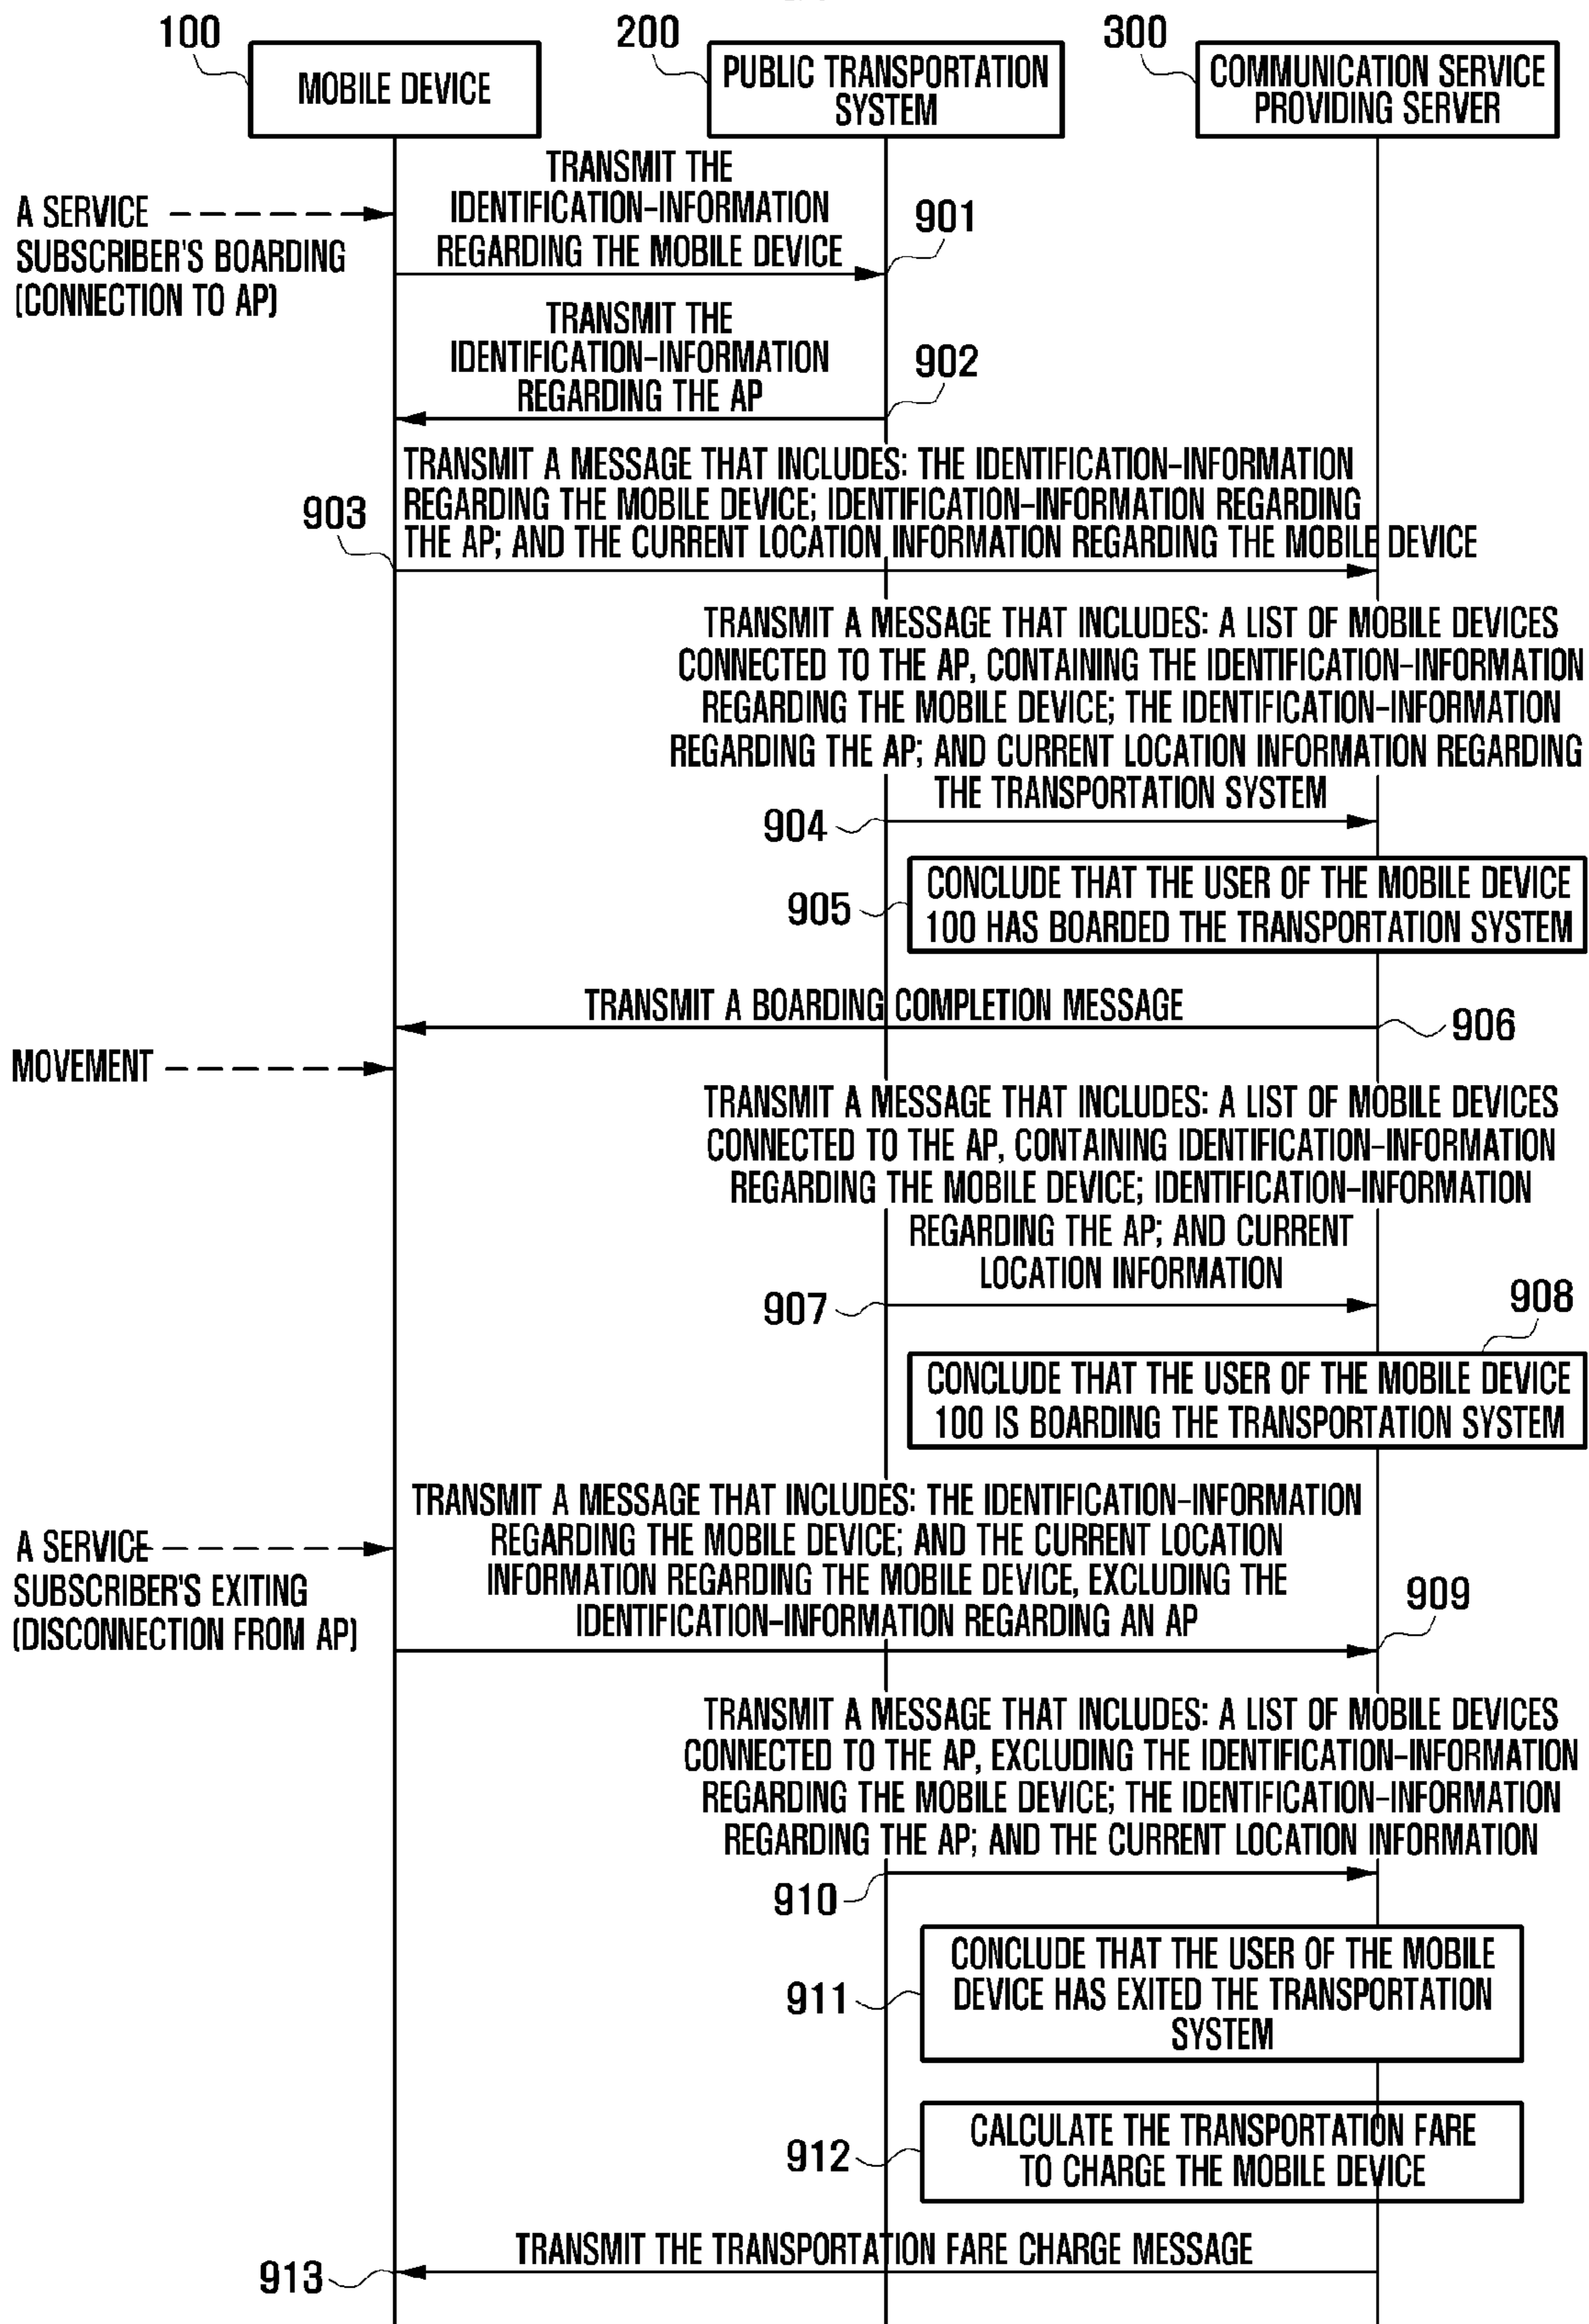 100
200
300
MOBILE DEVICE
PUBLIC TRANSPORTATION
SYSTEM
COMMUNICATION SERVICE
PROVIDING SERVER
A SERVICE
SUBSCRIBER'S BOARDING
(CONNECTION TO AP)
TRANSMIT THE
IDENTIFICATION-INFORMATION
REGARDING THE MOBILE DEVICE
901
TRANSMIT THE
IDENTIFICATION-INFORMATION
REGARDING THE AP
902
903
TRANSMIT A MESSAGE THAT INCLUDES: THE IDENTIFICATION-INFORMATION
REGARDING THE MOBILE DEVICE; IDENTIFICATION-INFORMATION REGARDING
THE AP; AND THE CURRENT LOCATION INFORMATION REGARDING THE MOBILE DEVICE
TRANSMIT A MESSAGE THAT INCLUDES: A LIST OF MOBILE DEVICES
CONNECTED TO THE AP, CONTAINING THE IDENTIFICATION-INFORMATION
REGARDING THE MOBILE DEVICE; THE IDENTIFICATION-INFORMATION
REGARDING THE AP; AND CURRENT LOCATION INFORMATION REGARDING
THE TRANSPORTATION SYSTEM
904
905
CONCLUDE THAT THE USER OF THE MOBILE DEVICE
100 HAS BOARDED THE TRANSPORTATION SYSTEM
TRANSMIT A BOARDING COMPLETION MESSAGE
906
MOVEMENT
TRANSMIT A MESSAGE THAT INCLUDES: A LIST OF MOBILE DEVICES
CONNECTED TO THE AP, CONTAINING IDENTIFICATION-INFORMATION
REGARDING THE MOBILE DEVICE; IDENTIFICATION-INFORMATION
REGARDING THE AP; AND CURRENT
LOCATION INFORMATION
907
908
CONCLUDE THAT THE USER OF THE MOBILE DEVICE
100 IS BOARDING THE TRANSPORTATION SYSTEM
A SERVICE
SUBSCRIBER'S EXITING
(DISCONNECTION FROM AP)
TRANSMIT A MESSAGE THAT INCLUDES: THE IDENTIFICATION-INFORMATION
REGARDING THE MOBILE DEVICE; AND THE CURRENT LOCATION
INFORMATION REGARDING THE MOBILE DEVICE, EXCLUDING THE
IDENTIFICATION-INFORMATION REGARDING AN AP
909
TRANSMIT A MESSAGE THAT INCLUDES: A LIST OF MOBILE DEVICES
CONNECTED TO THE AP, EXCLUDING THE IDENTIFICATION-INFORMATION
REGARDING THE MOBILE DEVICE; THE IDENTIFICATION-INFORMATION
REGARDING THE AP; AND THE CURRENT LOCATION INFORMATION
910
911
CONCLUDE THAT THE USER OF THE MOBILE
DEVICE HAS EXITED THE TRANSPORTATION
SYSTEM
912
CALCULATE THE TRANSPORTATION FARE
TO CHARGE THE MOBILE DEVICE
TRANSMIT THE TRANSPORTATION FARE CHARGE MESSAGE
913